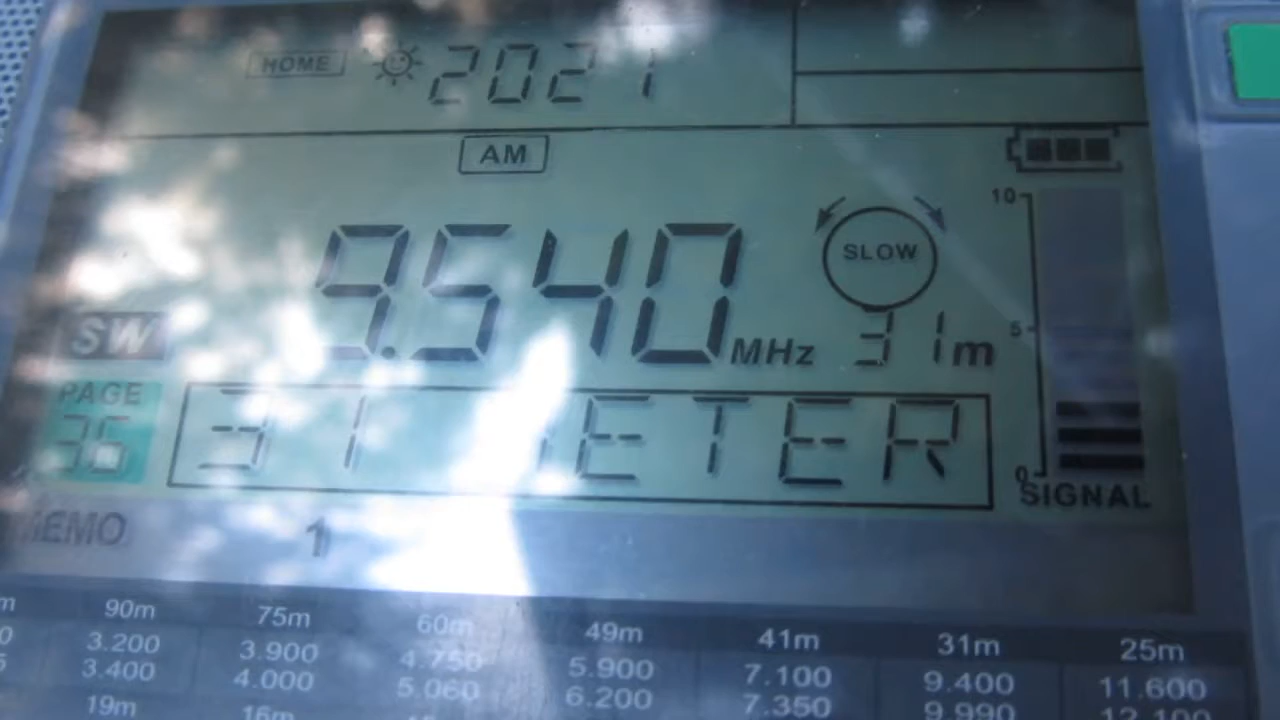 HOME 2021
AM
10
SLOW
9.540 MHz 31m
5
SW
PAGE
36
31 ETER
0
SIGNAL
MEMO 1
90m 75m 60m 49m 41m 31m 25m
3.200 3.900 4.750 5.900 7.100 9.400 11.600
3.400 4.000 5.060 6.200 7.350 9.990 12.100
19m 16m